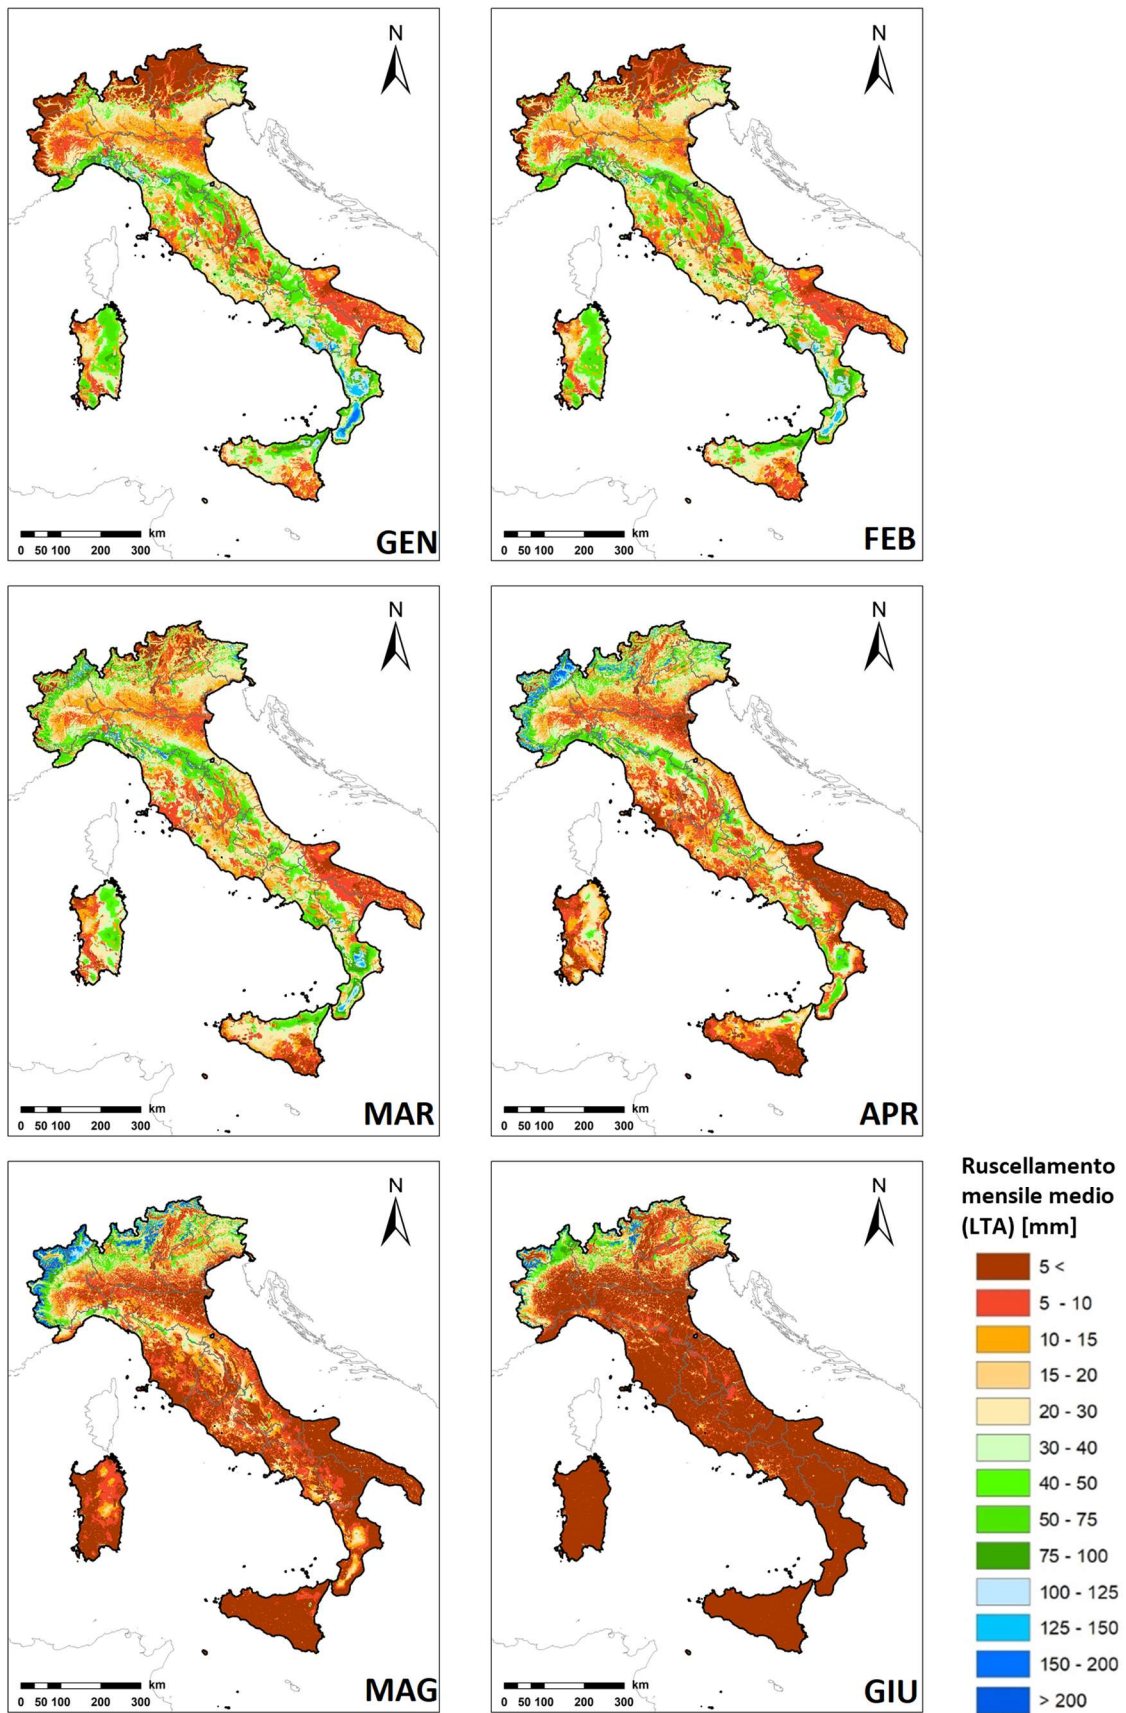 N
km
0 50 100 200 300
GEN
N
km
0 50 100 200 300
FEB
N
km
0 50 100 200 300
MAR
N
km
0 50 100 200 300
APR
N
km
0 50 100 200 300
MAG
N
km
0 50 100 200 300
GIU
Ruscellamento
mensile medio
(LTA) [mm]
5 <
5 - 10
10 - 15
15 - 20
20 - 30
30 - 40
40 - 50
50 - 75
75 - 100
100 - 125
125 - 150
150 - 200
> 200